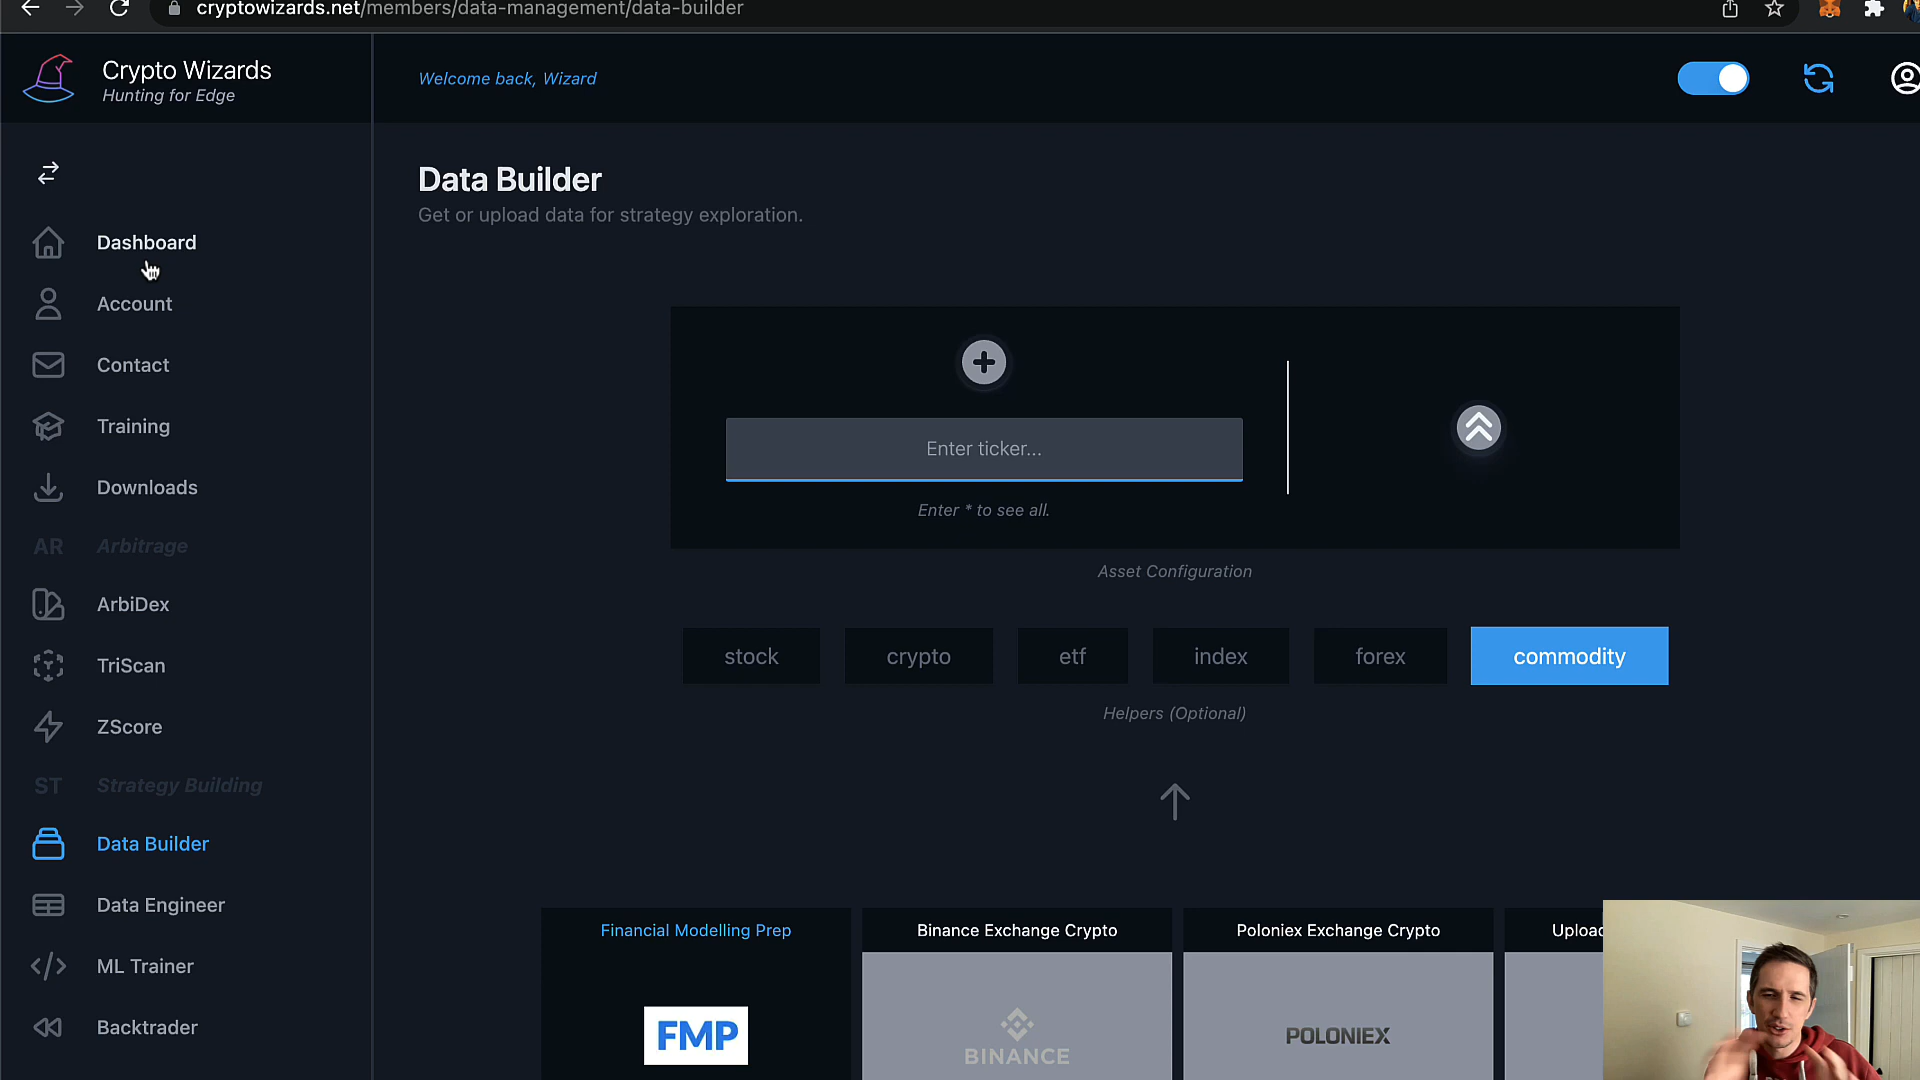 cryptowizards.net/members/data-management/data-builder
Crypto Wizards
Hunting for Edge
Welcome back, Wizard
Dashboard
Account
Contact
Training
Downloads
AR Arbitrage
ArbiDex
TriScan
ZScore
ST Strategy Building
Data Builder
Data Engineer
ML Trainer
Backtrader
Data Builder
Get or upload data for strategy exploration.
Enter ticker...
Enter * to see all.
Asset Configuration
stock crypto etf index forex commodity
Helpers (Optional)
Financial Modelling Prep Binance Exchange Crypto Poloniex Exchange Crypto
FMP BINANCE POLONIEX